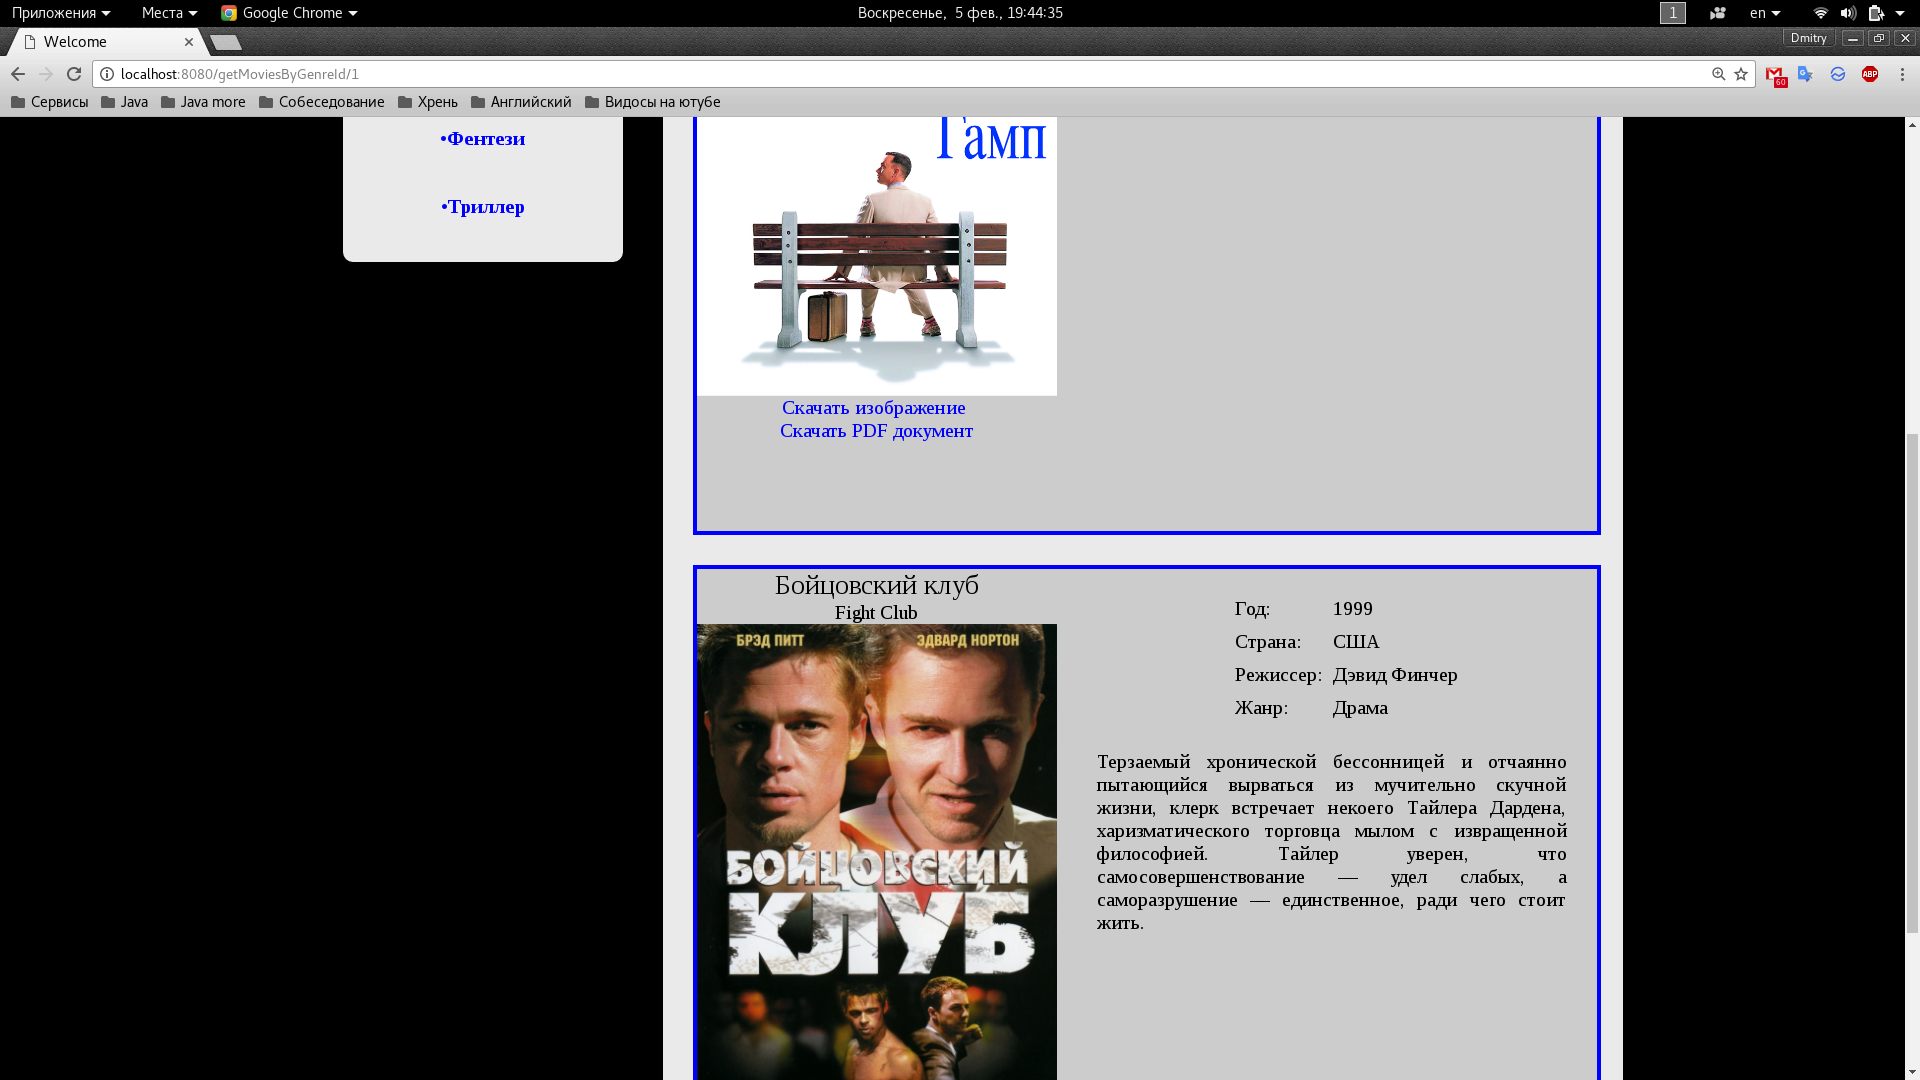 Приложения
Места
Google Chrome
Воскресенье, 5 фев., 19:44:35
1
en
Welcome
Dmitry
localhost:8080/getMoviesByGenreId/1
60
ABP
Сервисы
Java
Java more
Собеседование
Хрень
Английский
Видосы на ютубе
•Фентези
•Триллер
Гамп
Скачать изображение
Скачать PDF документ
Бойцовский клуб
Fight Club
БРЭД ПИТТ
ЭДВАРД НОРТОН
БОЙЦОВСКИЙ
КЛУБ
Год: 1999
Страна: США
Режиссер: Дэвид Финчер
Жанр: Драма
Терзаемый хронической бессонницей и отчаянно
пытающийся вырваться из мучительно скучной
жизни, клерк встречает некоего Тайлера Дардена,
харизматического торговца мылом с извращенной
философией. Тайлер уверен, что
самосовершенствование — удел слабых, а
саморазрушение — единственное, ради чего стоит
жить.